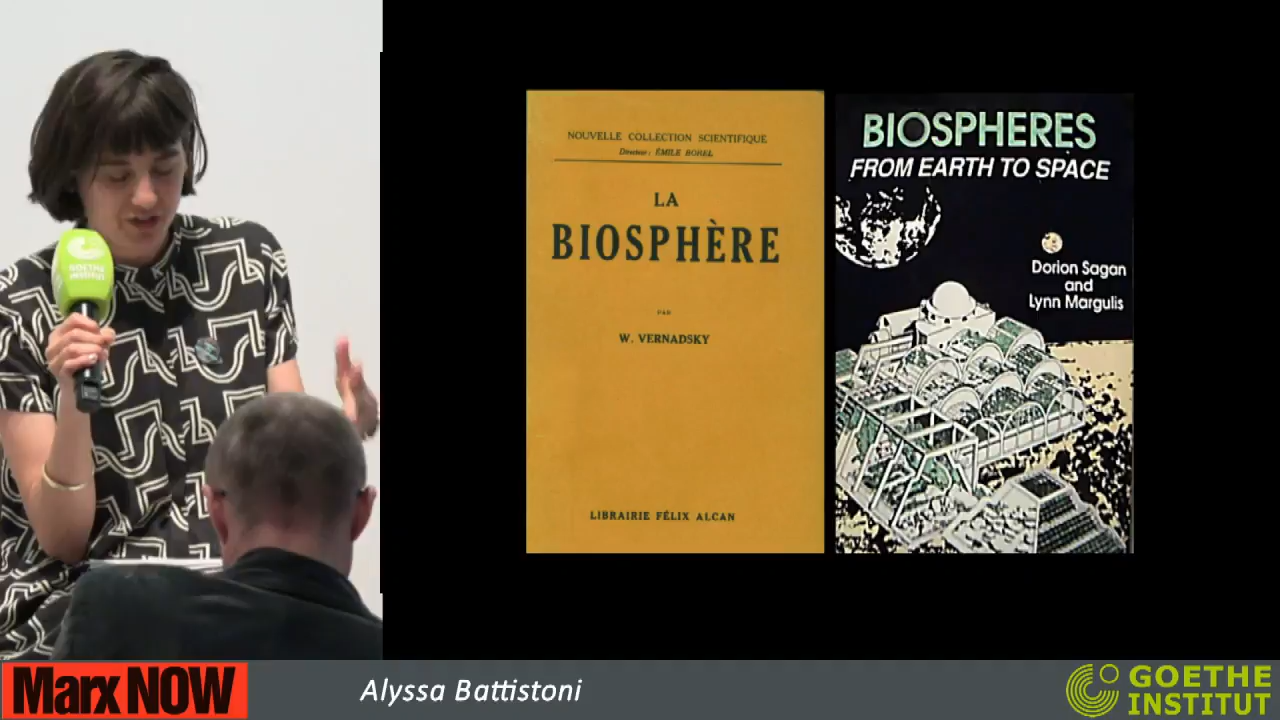 GOETHE
INSTITUT
NOUVELLE COLLECTION SCIENTIFIQUE
Directeur : ÉMILE BOREL
LA
BIOSPHÈRE
PAR
W. VERNADSKY
LIBRAIRIE FÉLIX ALCAN
BIOSPHERES
FROM EARTH TO SPACE
Dorion Sagan
and
Lynn Margulis
Marx NOW
Alyssa Battistoni
GOETHE
INSTITUT